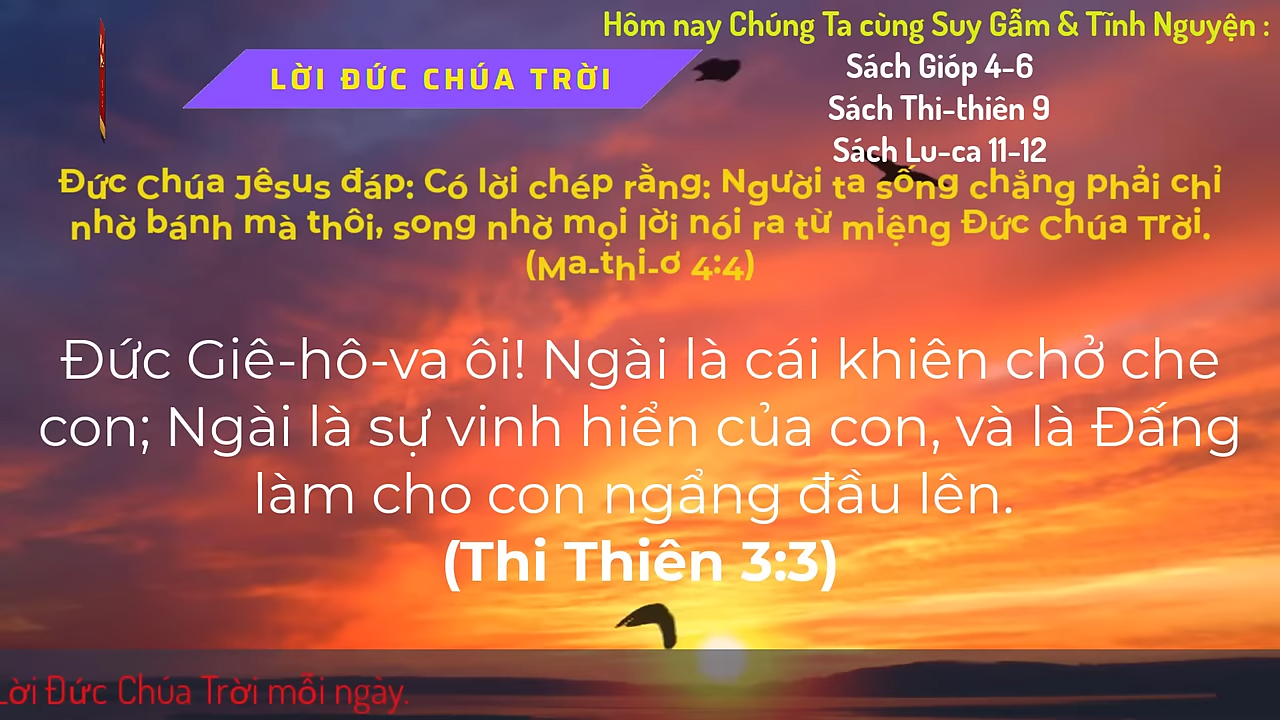 Hôm nay Chúng Ta cùng Suy Gẫm & Tĩnh Nguyện :
Sách Gióp 4-6
Sách Thi-thiên 9
Sách Lu-ca 11-12
LỜI ĐỨC CHÚA TRỜI
Đức Chúa Jêsus đáp: Có lời chép rằng: Người ta sống chẳng phải chỉ
nhờ bánh mà thôi, song nhờ mọi lời nói ra từ miệng Đức Chúa Trời.
(Ma-thi-ơ 4:4)
Đức Giê-hô-va ôi! Ngài là cái khiên chở che
con; Ngài là sự vinh hiển của con, và là Đấng
làm cho con ngẩng đầu lên.
(Thi Thiên 3:3)
Lời Đức Chúa Trời mỗi ngày.